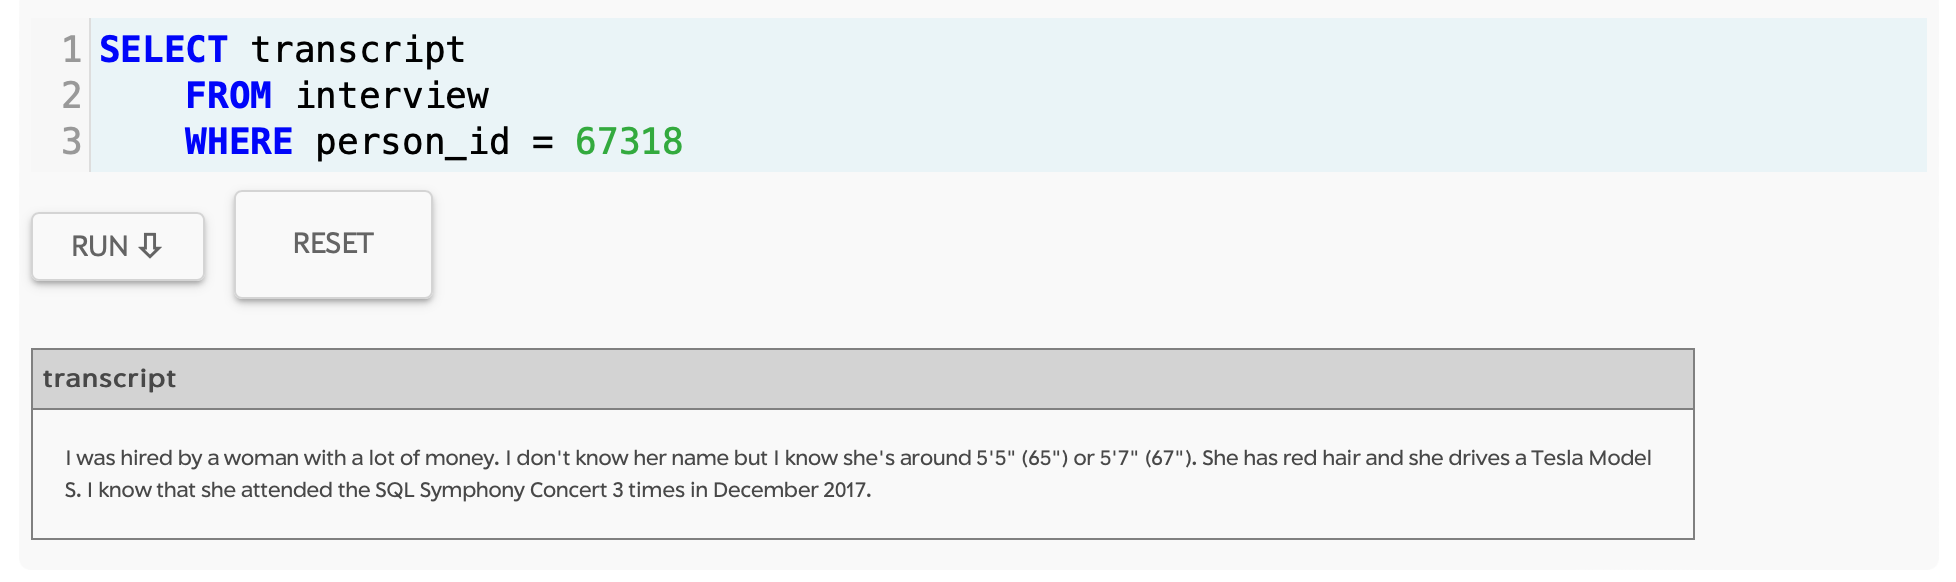 1 SELECT transcript
2 FROM interview
3 WHERE person_id = 67318
RUN ⇩ RESET
transcript
I was hired by a woman with a lot of money. I don't know her name but I know she's around 5'5" (65") or 5'7" (67"). She has red hair and she drives a Tesla Model
S. I know that she attended the SQL Symphony Concert 3 times in December 2017.